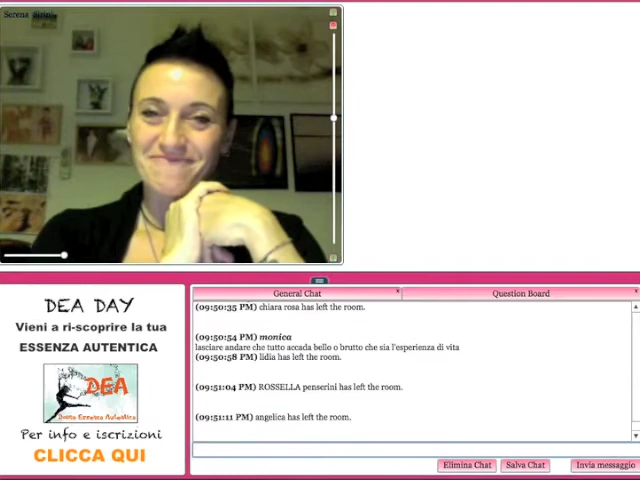 Serena
General Chat x
Question Board x
(09:50:35 PM) chiara rosa has left the room.
(09:50:54 PM) monica
lasciare andare che tutto accada bello o brutto che sia l'esperienza di vita
(09:50:58 PM) lidia has left the room.
(09:51:04 PM) ROSSELLA penserini has left the room.
(09:51:11 PM) angelica has left the room.
Elimina Chat
Salva Chat
Invia messaggio
DEA DAY
Vieni a ri-scoprire la tua
ESSENZA AUTENTICA
DEA
Donna Essenza Autentica
Per info e iscrizioni
CLICCA QUI